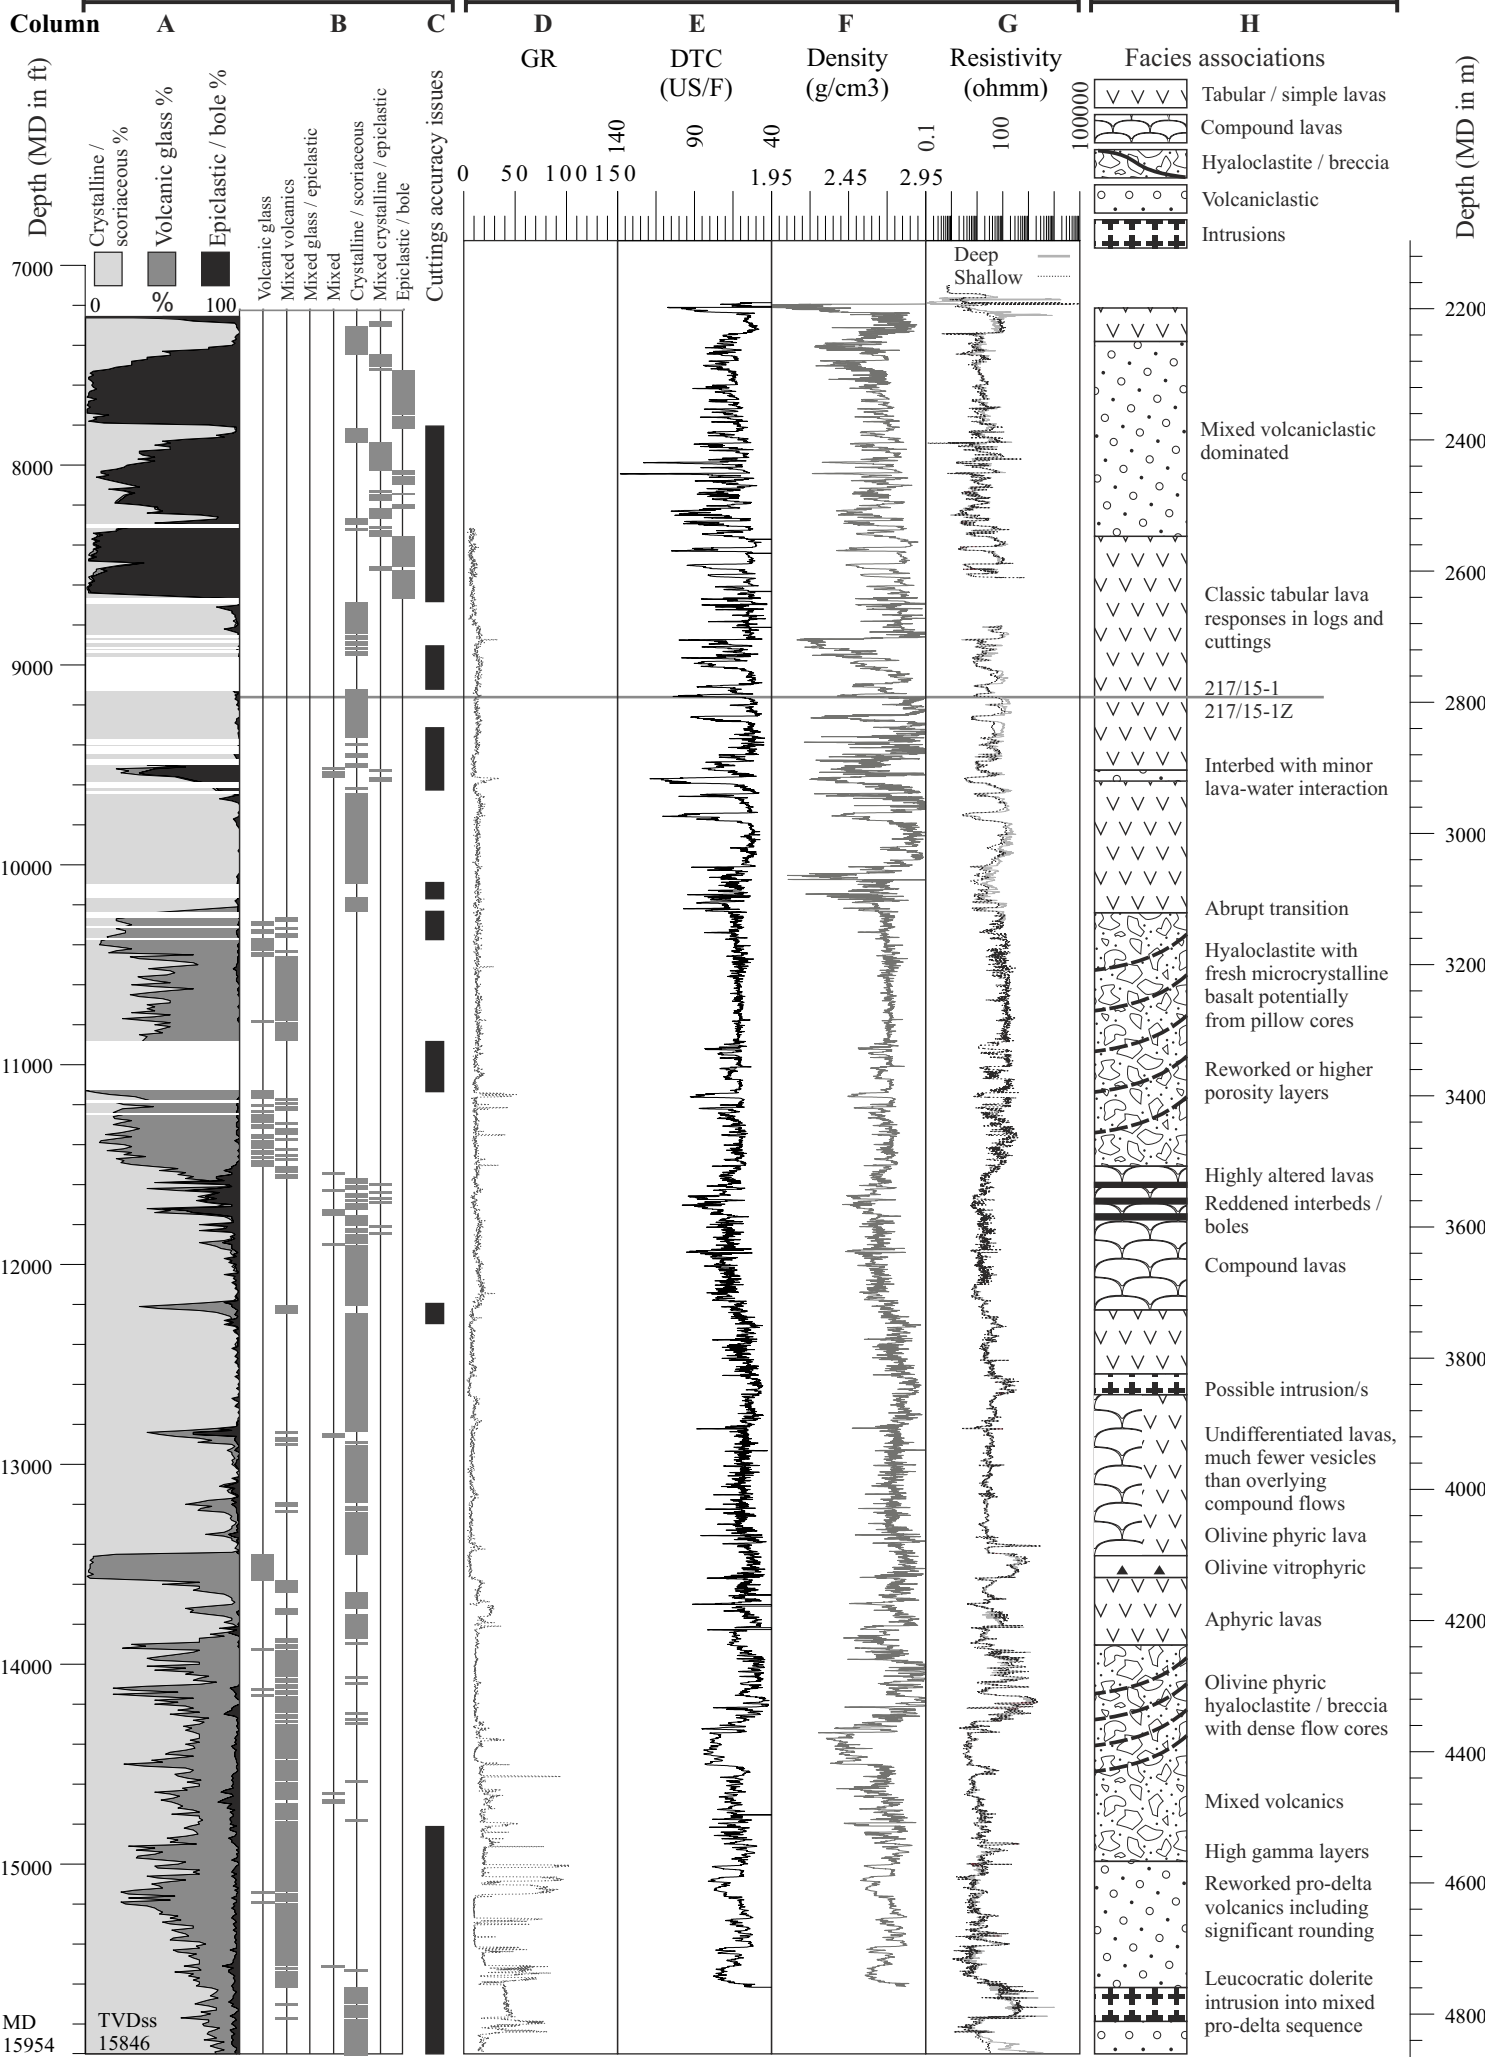 Column A B C D E F G H
GR
DTC
(US/F)
Density
(g/cm3)
Resistivity
(ohmm)
Facies associations
Depth (MD in ft)
Crystalline /
scoriaceous %
Volcanic glass %
Epiclastic / bole %
0 % 100
Volcanic glass
Mixed volcanics
Mixed glass / epiclastic
Mixed
Crystalline / scoriaceous
Mixed crystalline / epiclastic
Epiclastic / bole
Cuttings accuracy issues
0 50 100 150
140 90 40
1.95 2.45 2.95
0.1 100 100000
Deep
Shallow
Tabular / simple lavas
Compound lavas
Hyaloclastite / breccia
Volcaniclastic
Intrusions
Depth (MD in m)
7000
8000
9000
10000
11000
12000
13000
14000
15000
MD
15954
TVDss
15846
Mixed volcaniclastic
dominated
Classic tabular lava
responses in logs and
cuttings
217/15-1
217/15-1Z
Interbed with minor
lava-water interaction
Abrupt transition
Hyaloclastite with
fresh microcrystalline
basalt potentially
from pillow cores
Reworked or higher
porosity layers
Highly altered lavas
Reddened interbeds /
boles
Compound lavas
Possible intrusion/s
Undifferentiated lavas,
much fewer vesicles
than overlying
compound flows
Olivine phyric lava
Olivine vitrophyric
Aphyric lavas
Olivine phyric
hyaloclastite / breccia
with dense flow cores
Mixed volcanics
High gamma layers
Reworked pro-delta
volcanics including
significant rounding
Leucocratic dolerite
intrusion into mixed
pro-delta sequence
2200
2400
2600
2800
3000
3200
3400
3600
3800
4000
4200
4400
4600
4800